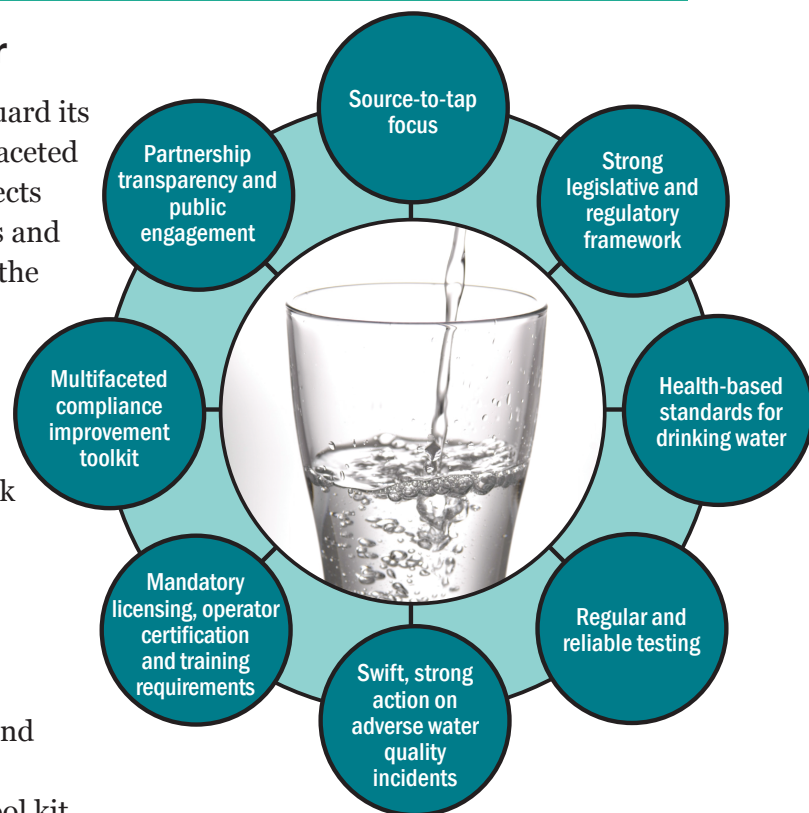 r
uard its
aceted
ects
s and
the
k
nd
ool kit
Source-to-tap
focus
Strong
legislative and
regulatory
framework
Health-based
standards for
drinking water
Regular and
reliable testing
Swift, strong
action on
adverse water
quality
incidents
Mandatory
licensing, operator
certification
and training
requirements
Multifaceted
compliance
improvement
toolkit
Partnership
transparency and
public
engagement